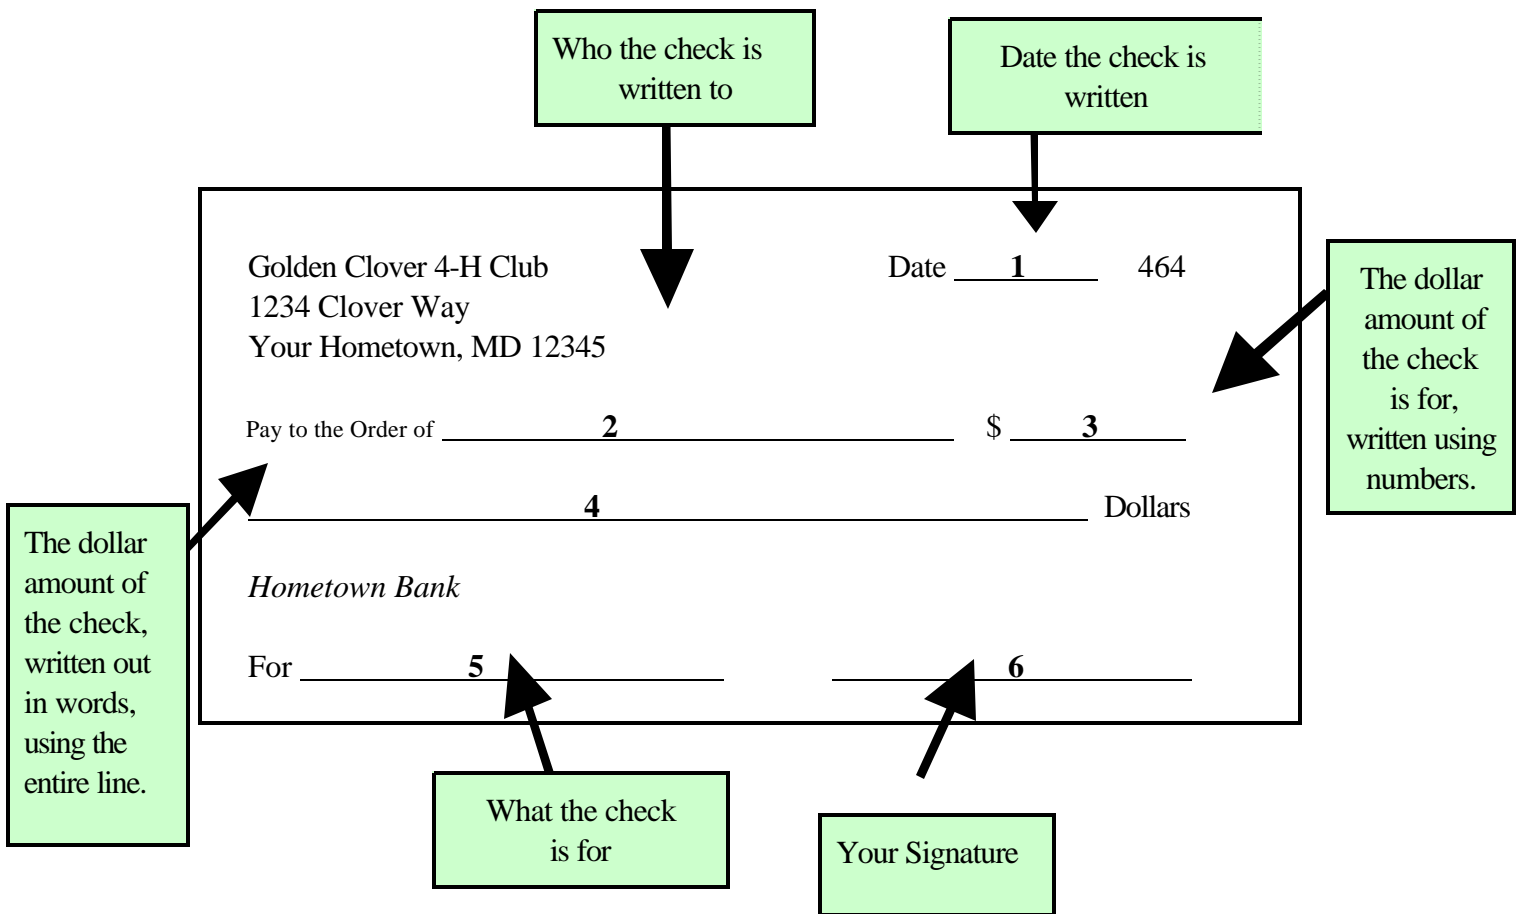 Who the check is
written to
Date the check is
written
Golden Clover 4-H Club
1234 Clover Way
Your Hometown, MD 12345
Date 1 464
The dollar
amount of
the check
is for,
written using
numbers.
Pay to the Order of 2 $ 3
4 Dollars
The dollar
amount of
the check,
written out
in words,
using the
entire line.
Hometown Bank
For 5 6
What the check
is for
Your Signature